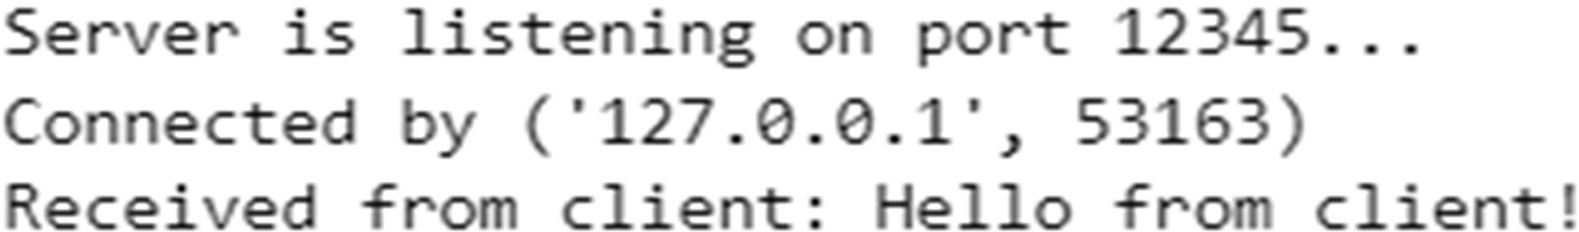 Server is listening on port 12345...
Connected by ('127.0.0.1', 53163)
Received from client: Hello from client!